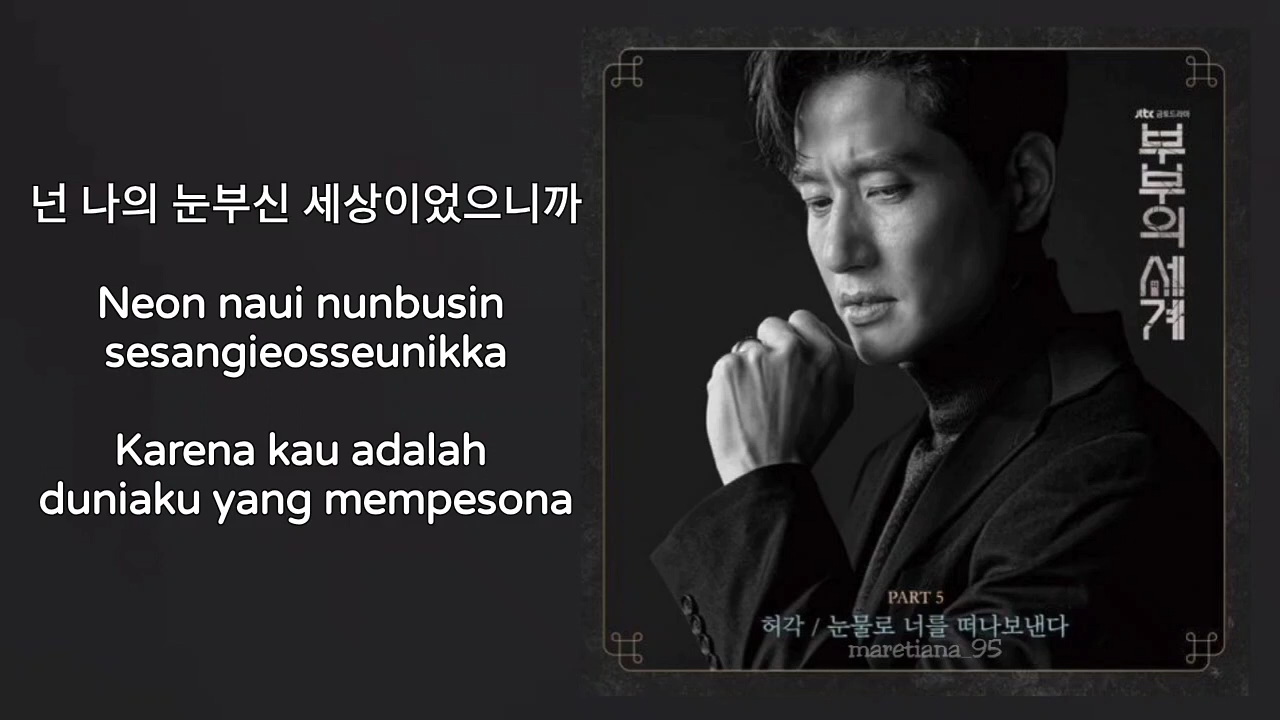 넌 나의 눈부신 세상이었으니까
Neon naui nunbusin
sesangieosseunikka
Karena kau adalah
duniaku yang mempesona
jtbc 금토드라마
부부의 세계
PART 5
허각 / 눈물로 너를 떠나보낸다
maretiana_95